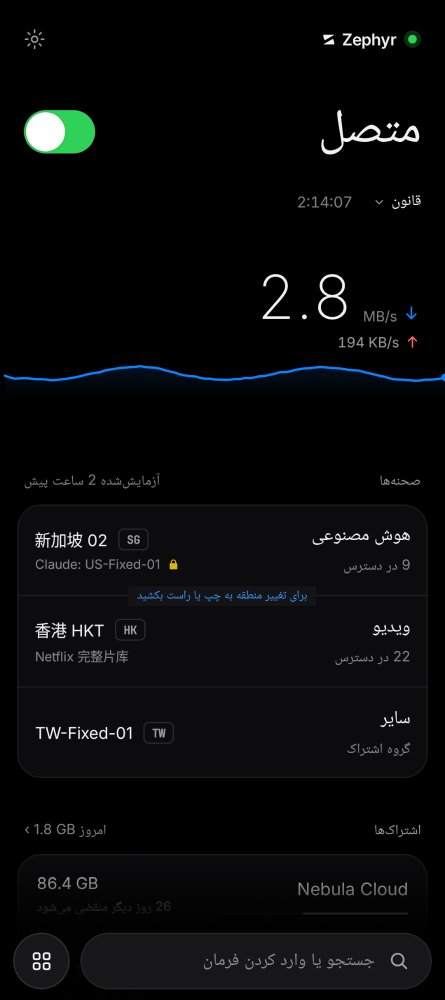 Zephyr
متصل
قانون 2:14:07
2.8 MB/s
194 KB/s
صحنه‌ها آزمایش‌شده 2 ساعت پیش
هوش مصنوعی 新加坡 02 SG
9 در دسترس Claude: US-Fixed-01
برای تغییر منطقه به چپ یا راست بکشید
ویدیو 香港 HKT HK
22 در دسترس Netflix 完整片库
سایر TW-Fixed-01 TW
گروه اشتراک
اشتراک‌ها امروز 1.8 GB
Nebula Cloud 86.4 GB
26 روز دیگر منقضی می‌شود
جستجو یا وارد کردن فرمان